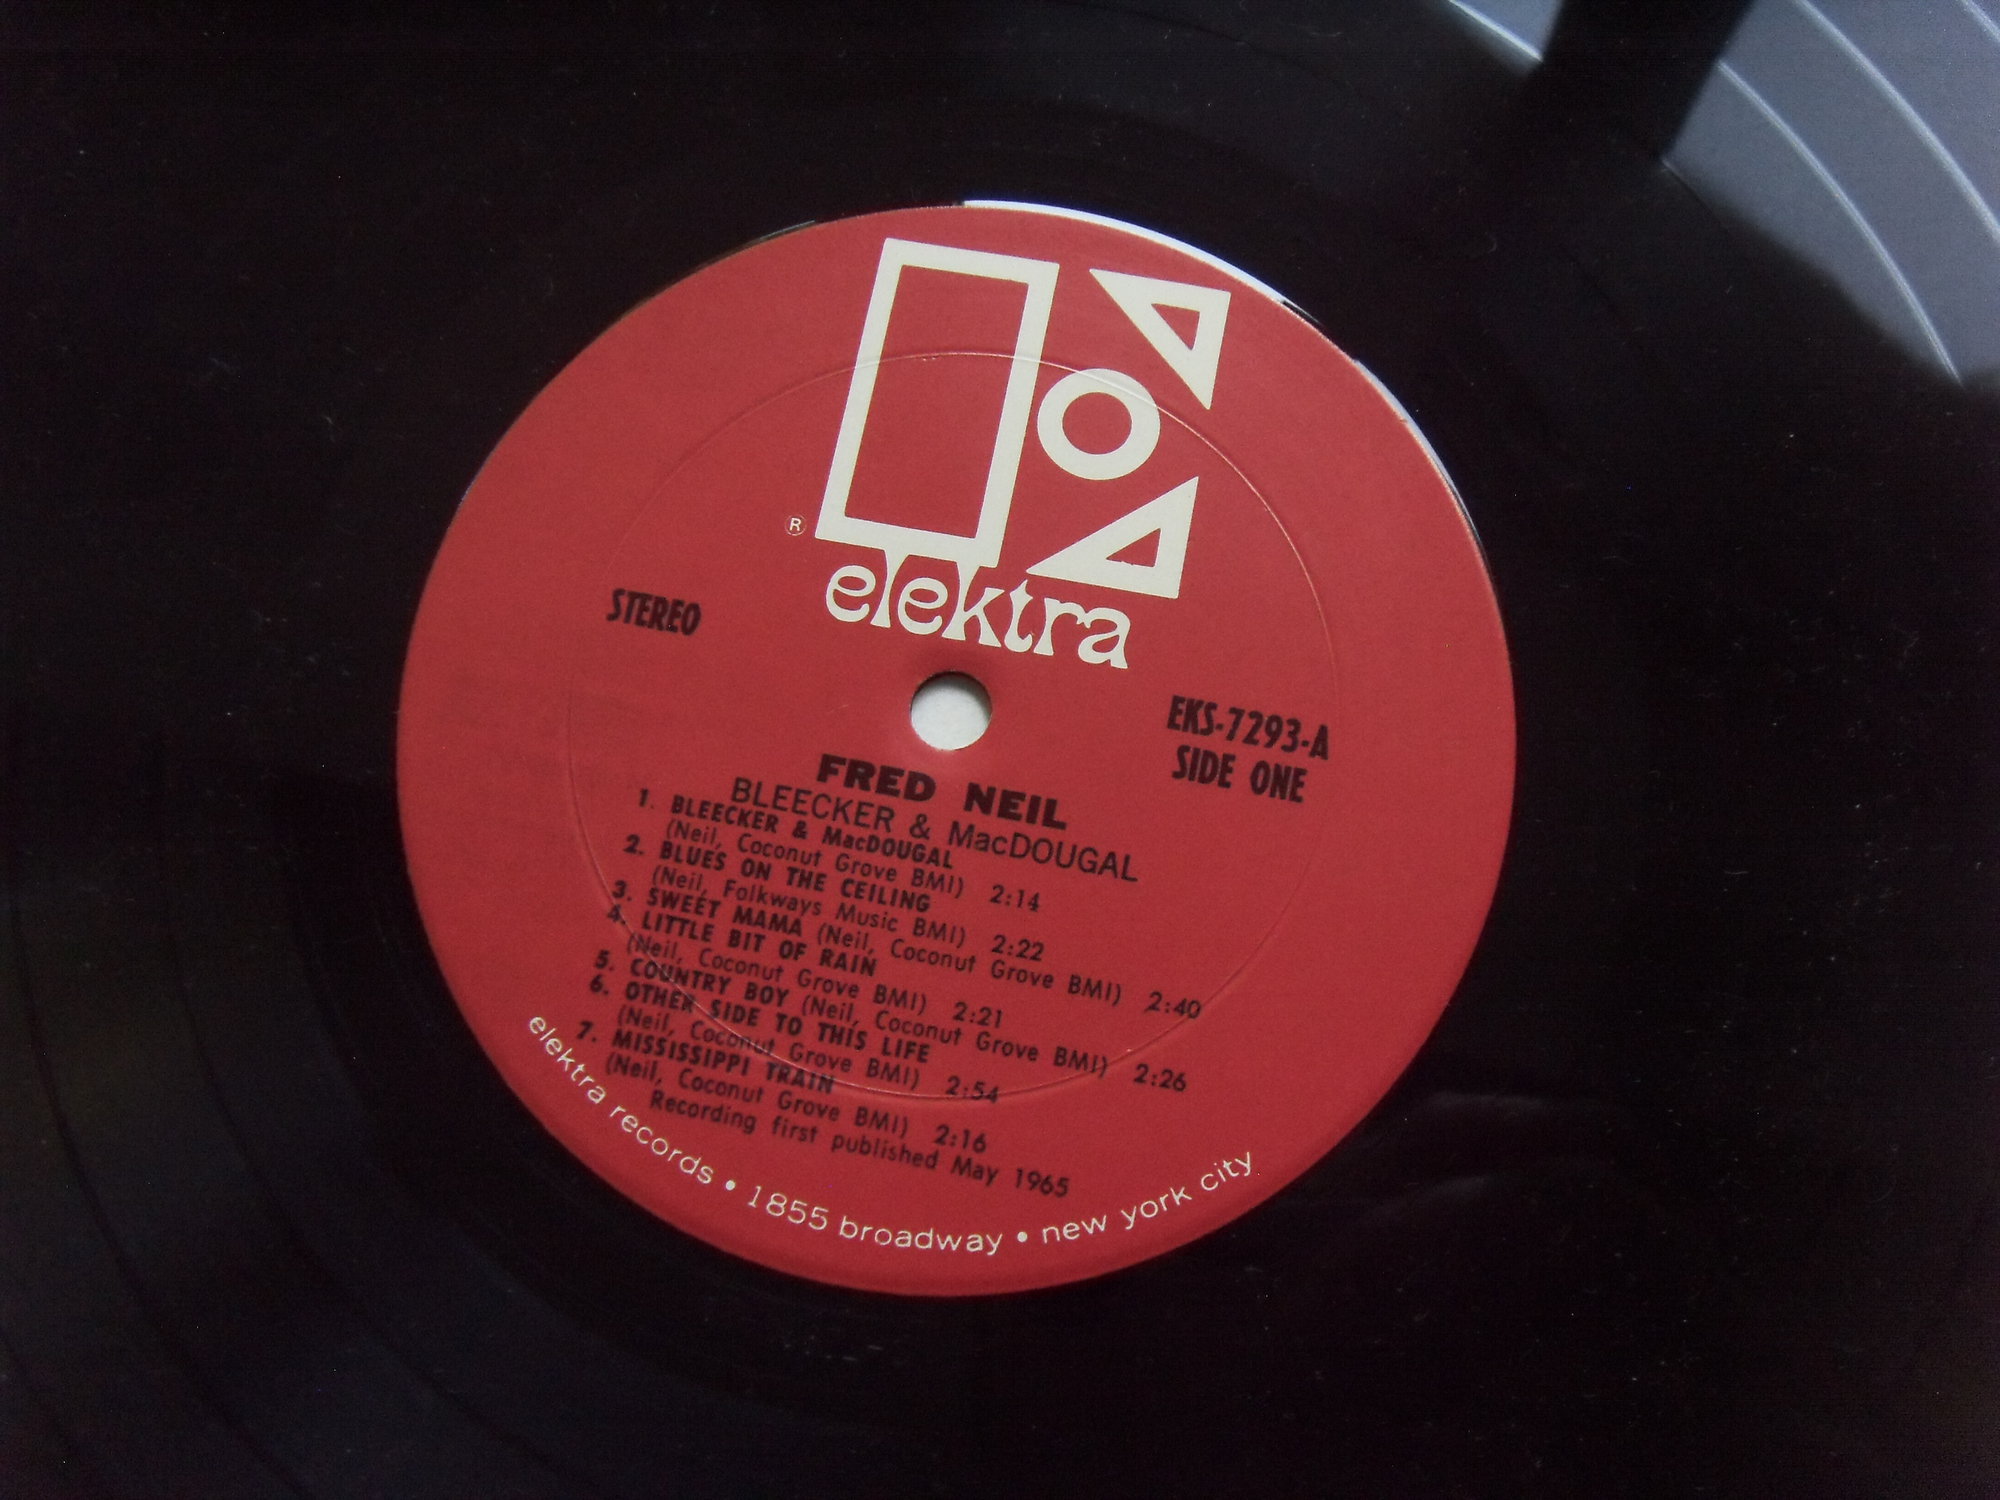 ®
elektra
STEREO
EKS-7293-A
SIDE ONE
FRED NEIL
BLEECKER & MacDOUGAL
1. BLEECKER & MacDOUGAL
(Neil, Coconut Grove BMI) 2:14
2. BLUES ON THE CEILING
(Neil, Folkways Music BMI) 2:22
3. SWEET MAMA (Neil, Coconut Grove BMI) 2:40
4. LITTLE BIT OF RAIN
(Neil, Coconut Grove BMI) 2:21
5. COUNTRY BOY (Neil, Coconut Grove BMI) 2:26
6. OTHER SIDE TO THIS LIFE
(Neil, Coconut Grove BMI) 2:54
7. MISSISSIPPI TRAIN
(Neil, Coconut Grove BMI) 2:16
Recording first published May 1965
elektra records • 1855 broadway • new york city